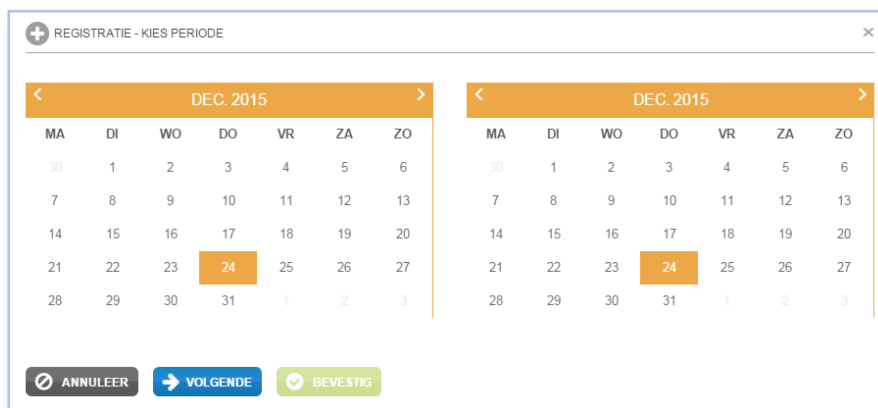 REGISTRATIE - KIES PERIODE ×
< DEC. 2015 >
MA DI WO DO VR ZA ZO
30 1 2 3 4 5 6
7 8 9 10 11 12 13
14 15 16 17 18 19 20
21 22 23 24 25 26 27
28 29 30 31 1 2 3
< DEC. 2015 >
MA DI WO DO VR ZA ZO
30 1 2 3 4 5 6
7 8 9 10 11 12 13
14 15 16 17 18 19 20
21 22 23 24 25 26 27
28 29 30 31 1 2 3
ANNULEER VOLGENDE BEVESTIG